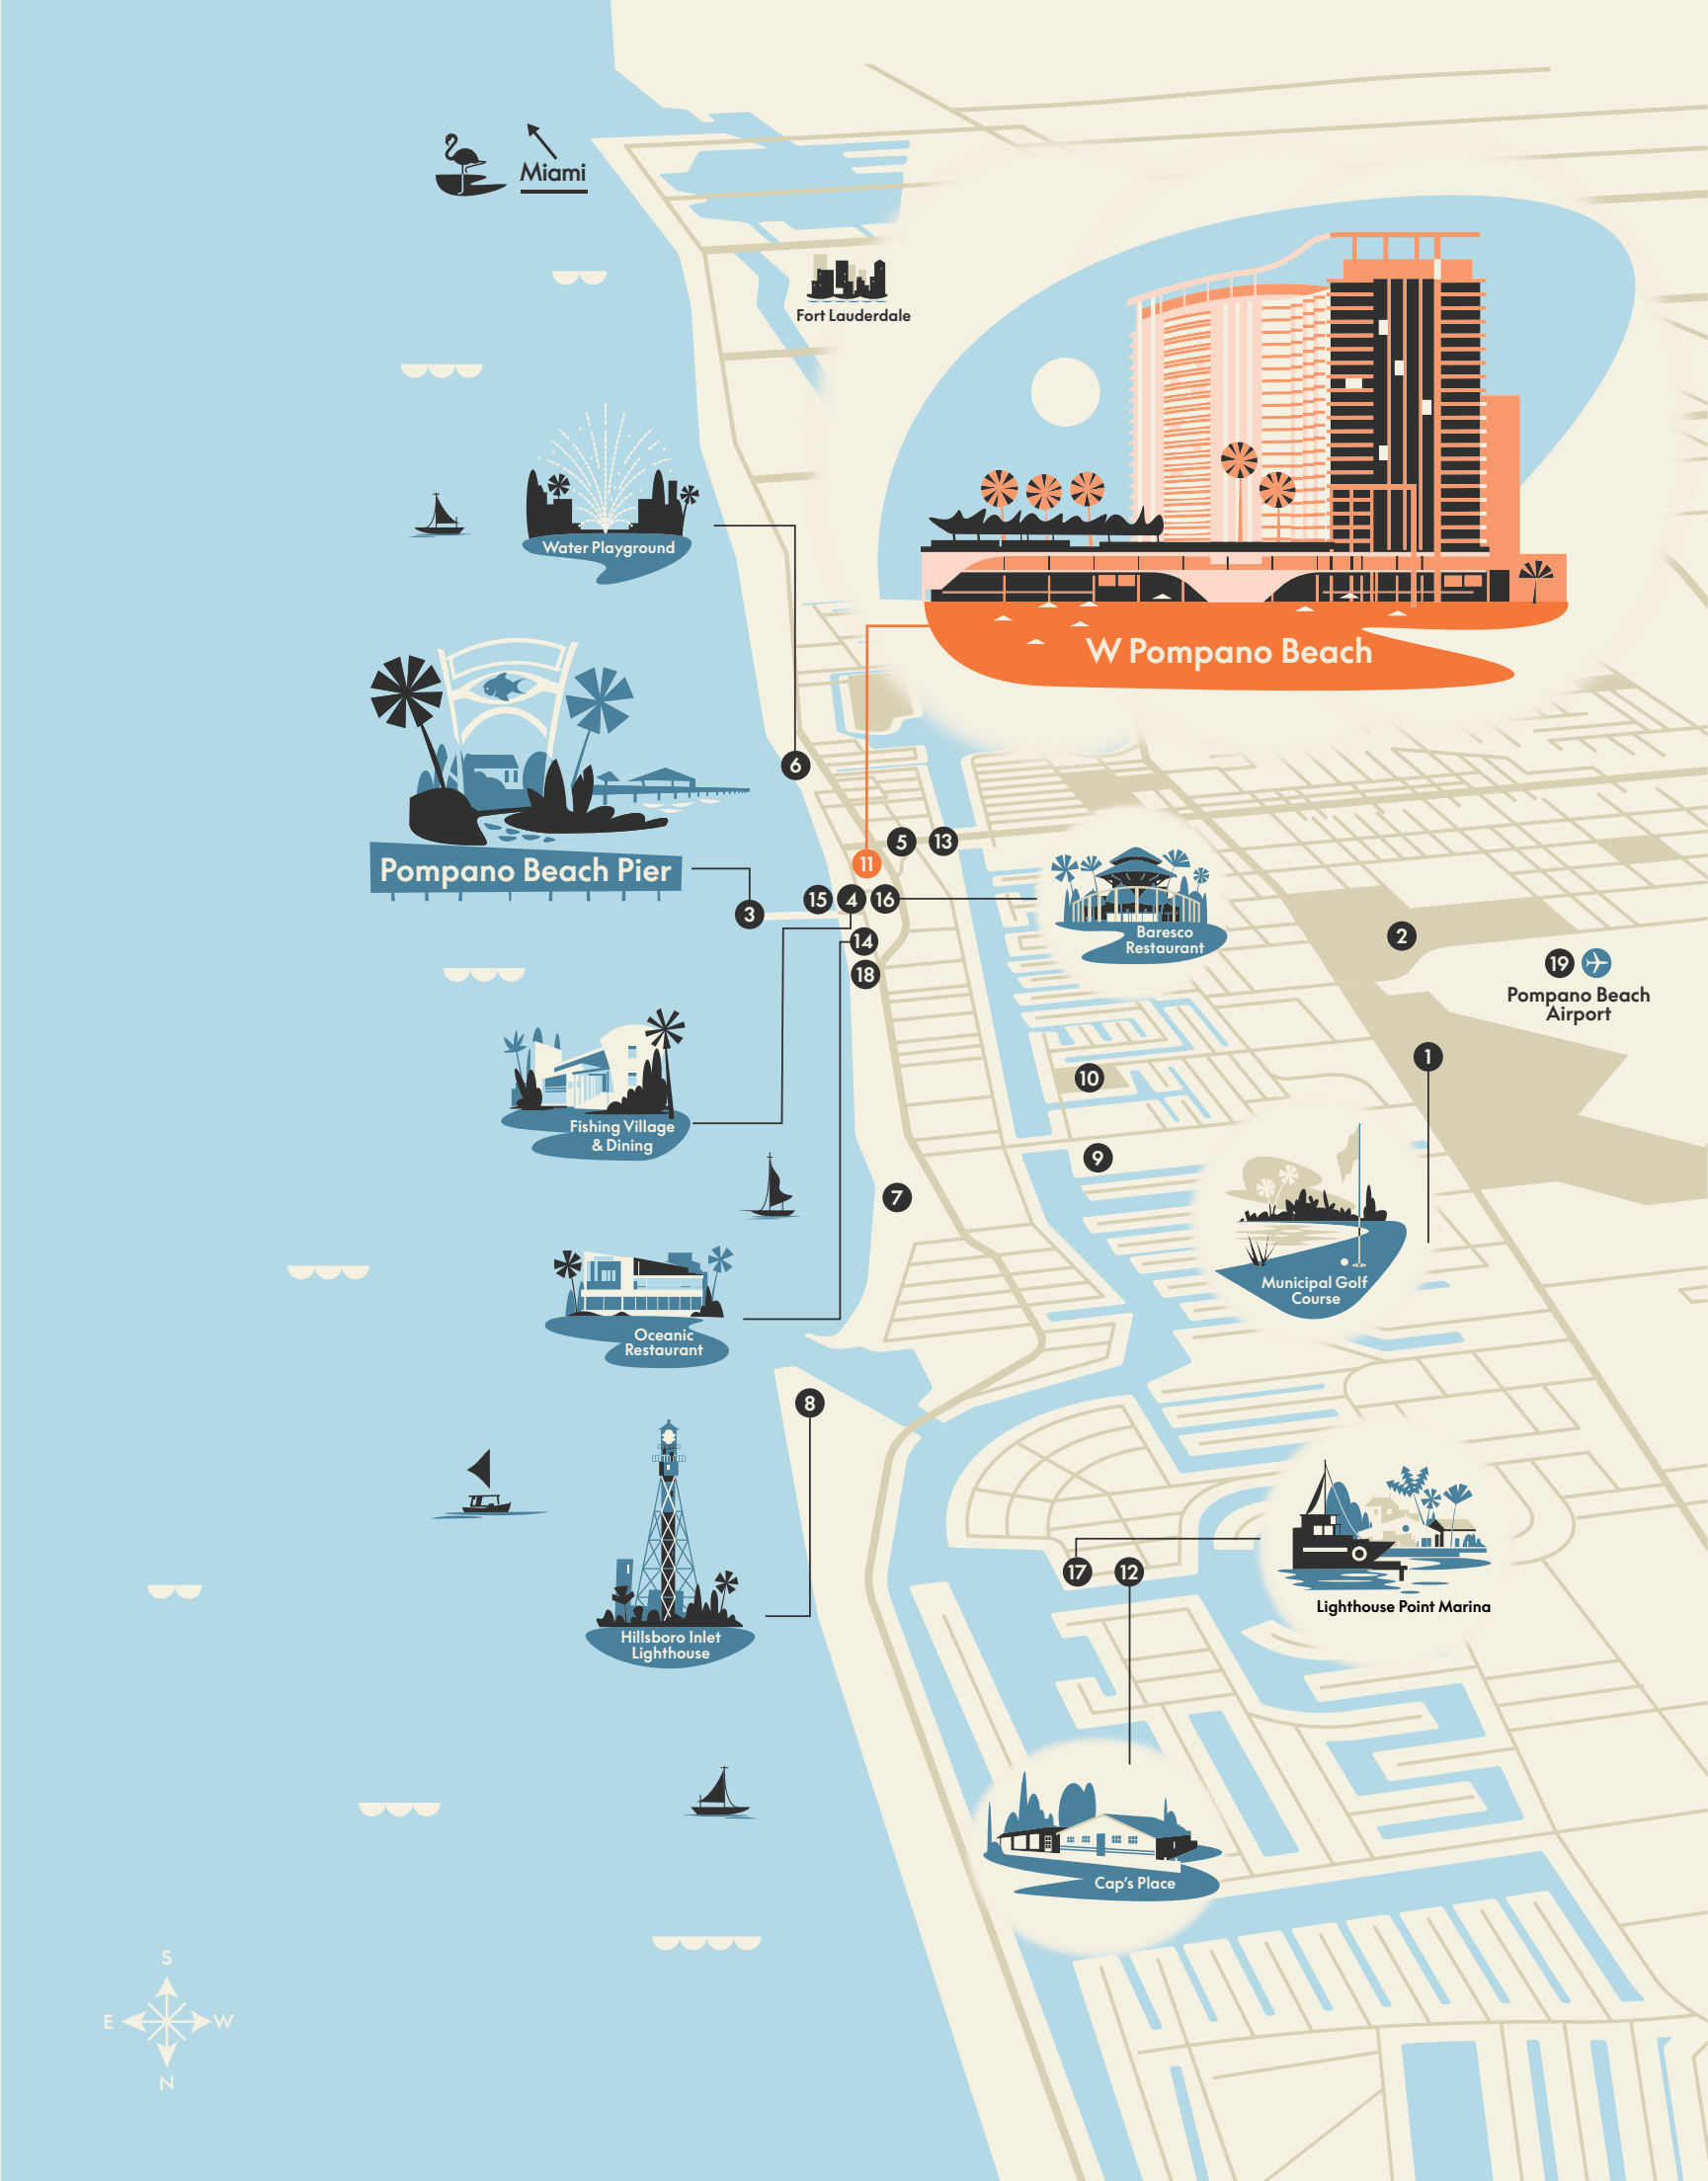 Miami
Fort Lauderdale
Water Playground
W Pompano Beach
6
5
13
11
Pompano Beach Pier
3
15
4
16
Baresco
Restaurant
2
14
18
19
Pompano Beach
Airport
1
10
Fishing Village
& Dining
9
7
Municipal Golf
Course
Oceanic
Restaurant
8
17
12
Lighthouse Point Marina
Hillsboro Inlet
Lighthouse
Cap's Place
S
E
W
N